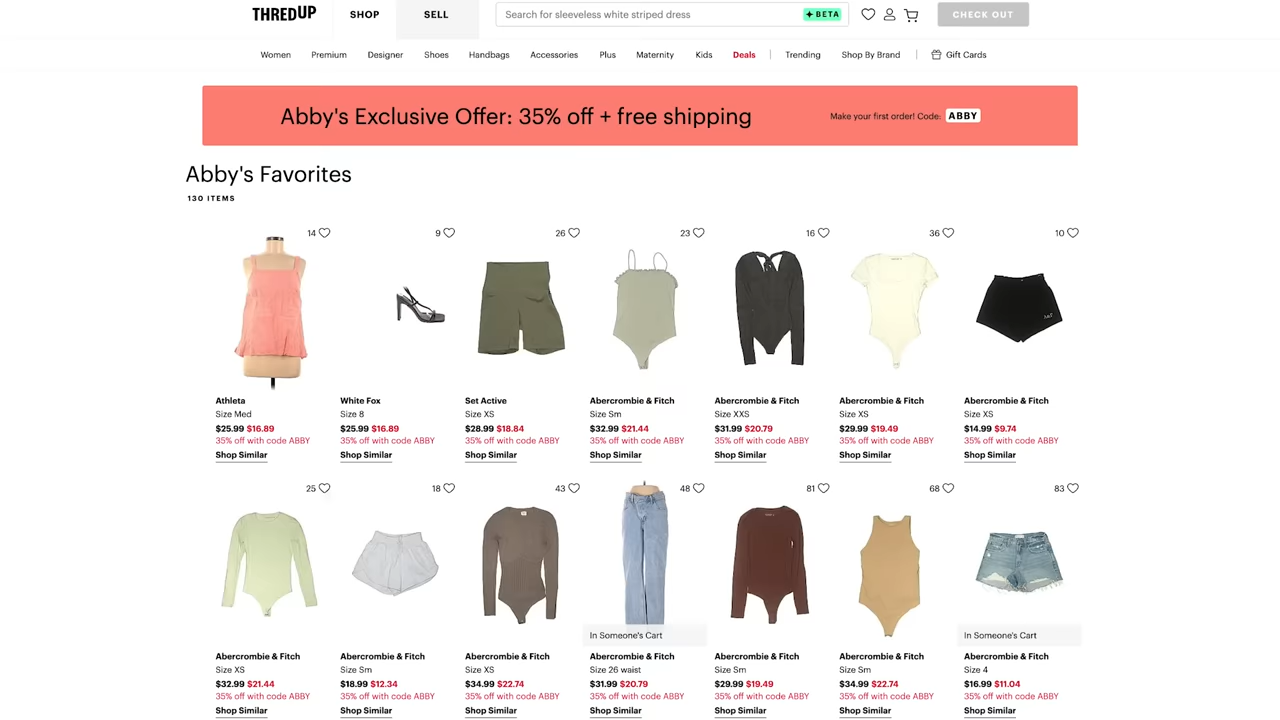 THREDUP
SHOP
SELL
Search for sleeveless white striped dress
BETA
CHECK OUT
Women
Premium
Designer
Shoes
Handbags
Accessories
Plus
Maternity
Kids
Deals
Trending
Shop By Brand
Gift Cards
Abby's Exclusive Offer: 35% off + free shipping
Make your first order! Code: ABBY
Abby's Favorites
130 ITEMS
14
9
26
23
16
36
10
Athleta
Size Med
$25.99 $16.89
35% off with code ABBY
Shop Similar
White Fox
Size 8
$25.99 $16.89
35% off with code ABBY
Shop Similar
Set Active
Size XS
$28.99 $18.84
35% off with code ABBY
Shop Similar
Abercrombie & Fitch
Size Sm
$32.99 $21.44
35% off with code ABBY
Shop Similar
Abercrombie & Fitch
Size XXS
$31.99 $20.79
35% off with code ABBY
Shop Similar
Abercrombie & Fitch
Size XS
$29.99 $19.49
35% off with code ABBY
Shop Similar
Abercrombie & Fitch
Size XS
$14.99 $9.74
35% off with code ABBY
Shop Similar
25
18
43
48
81
68
83
In Someone's Cart
In Someone's Cart
Abercrombie & Fitch
Size XS
$32.99 $21.44
35% off with code ABBY
Shop Similar
Abercrombie & Fitch
Size Sm
$18.99 $12.34
35% off with code ABBY
Shop Similar
Abercrombie & Fitch
Size XS
$34.99 $22.74
35% off with code ABBY
Shop Similar
Abercrombie & Fitch
Size 26 waist
$31.99 $20.79
35% off with code ABBY
Shop Similar
Abercrombie & Fitch
Size Sm
$29.99 $19.49
35% off with code ABBY
Shop Similar
Abercrombie & Fitch
Size Sm
$34.99 $22.74
35% off with code ABBY
Shop Similar
Abercrombie & Fitch
Size 4
$16.99 $11.04
35% off with code ABBY
Shop Similar